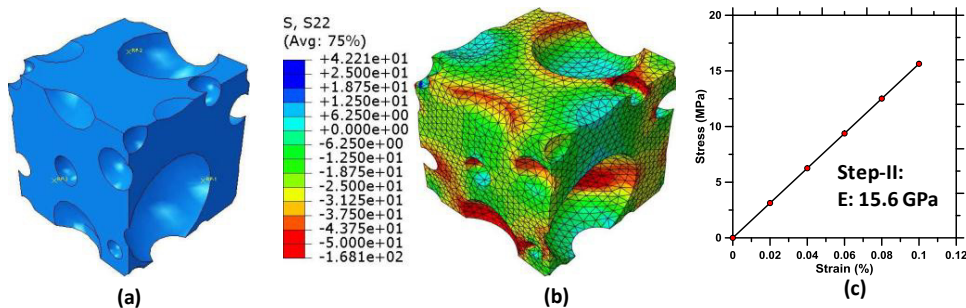 S, S22
(Avg: 75%)
+4.221e+01
+2.500e+01
+1.875e+01
+1.250e+01
+6.250e+00
+0.000e+00
-6.250e+00
-1.250e+01
-1.875e+01
-2.500e+01
-3.125e+01
-3.750e+01
-4.375e+01
-5.000e+01
-1.681e+02
(a)
(b)
20
15
10
5
0
Stress (MPa)
Step-II:
E: 15.6 GPa
0
0.02
0.04
0.06
0.08
0.1
0.12
Strain (%)
(c)